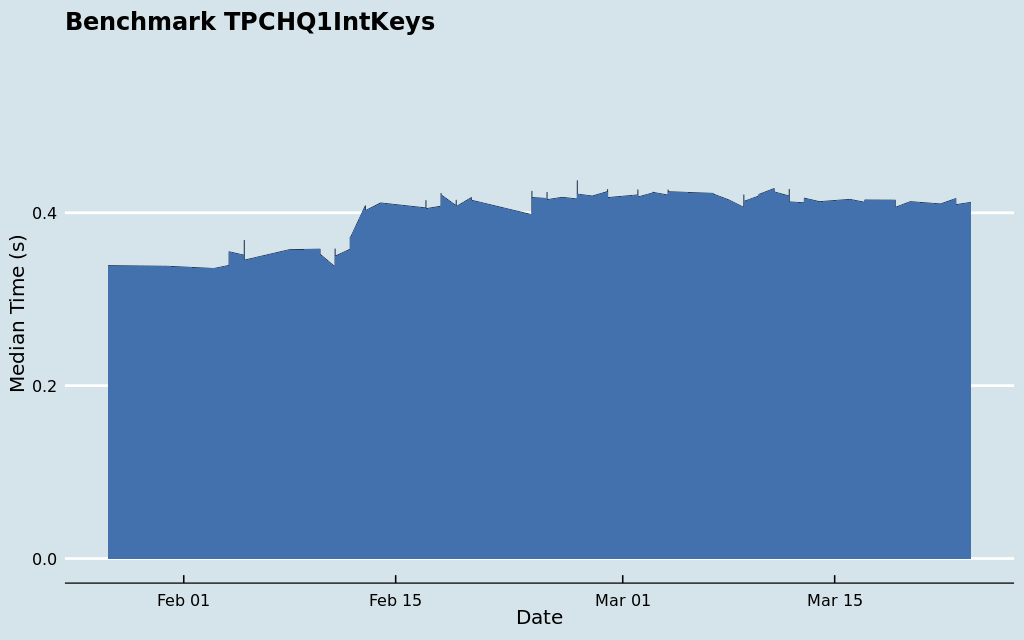 Benchmark TPCHQ1IntKeys
Median Time (s)
0.4
0.2
0.0
Feb 01
Feb 15
Mar 01
Mar 15
Date